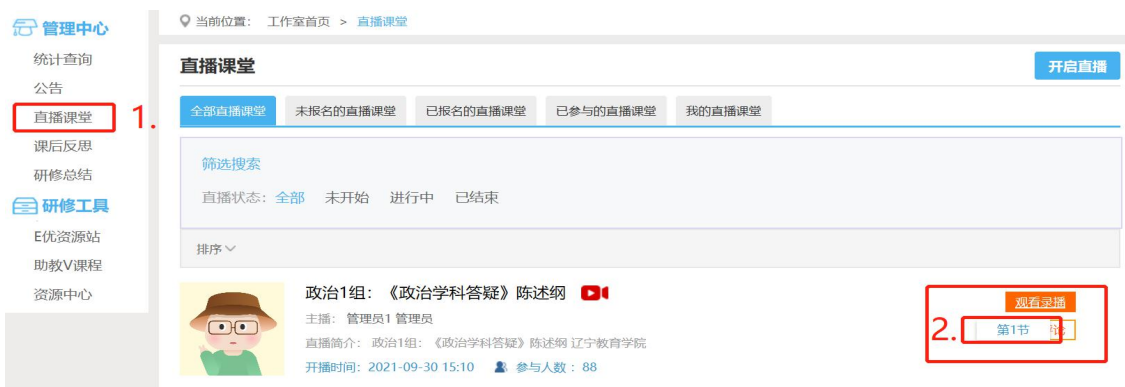 管理中心
统计查询
公告
直播课堂
1.
课后反思
研修总结
研修工具
E优资源站
助教V课程
资源中心
当前位置： 工作室首页 > 直播课堂
直播课堂
开启直播
全部直播课堂 未报名的直播课堂 已报名的直播课堂 已参与的直播课堂 我的直播课堂
筛选搜索
直播状态: 全部 未开始 进行中 已结束
排序
政治1组：《政治学科答疑》陈述纲
主播: 管理员1 管理员
直播简介: 政治1组：《政治学科答疑》陈述纲 辽宁教育学院
开播时间: 2021-09-30 15:10 参与人数： 88
观看录播
2.
第1节